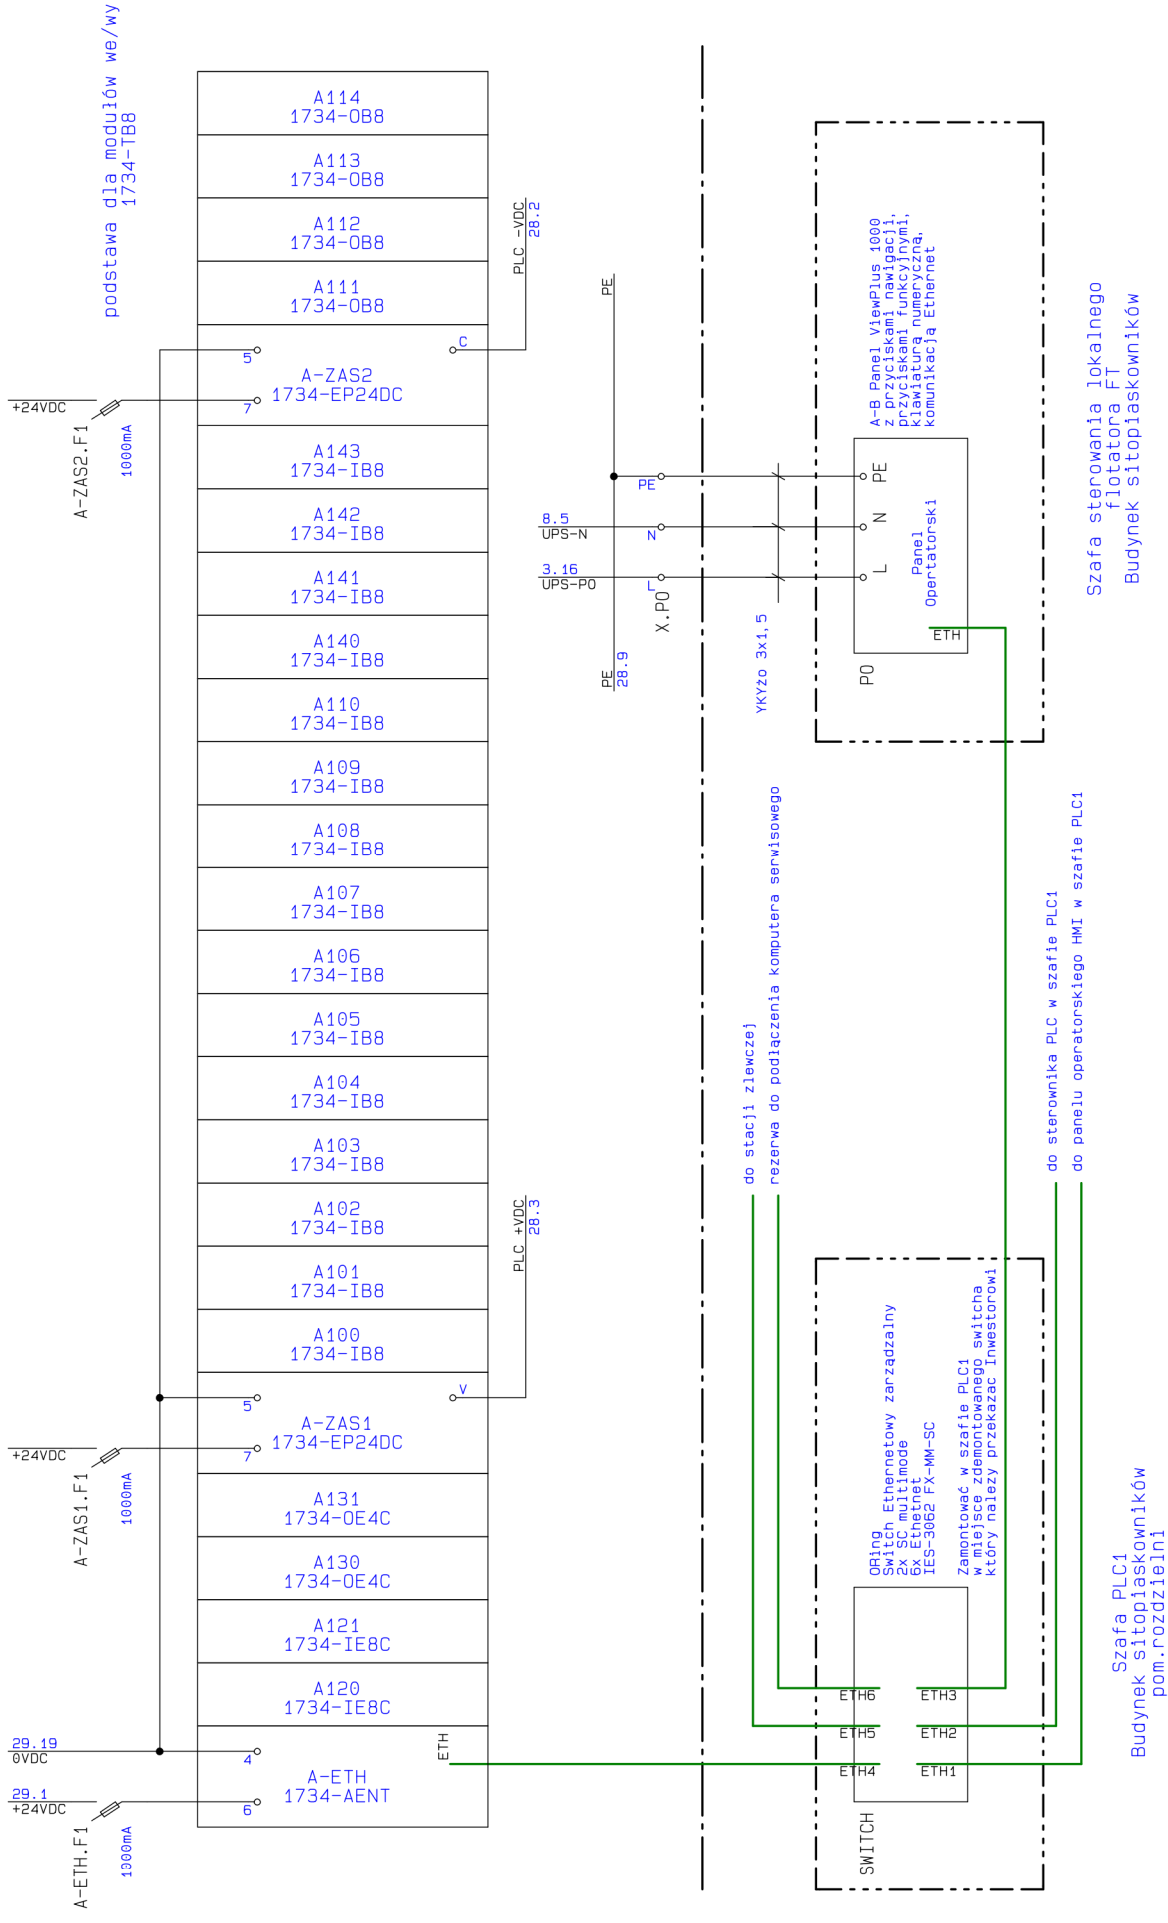 podstawa dla modułów we/wy
1734-TB8
A114
1734-OB8
A113
1734-OB8
A112
1734-OB8
A111
1734-OB8
5
C
A-ZAS2
1734-EP24DC
7
PLC -VDC
28.2
+24VDC
A-ZAS2.F1
1000mA
A143
1734-IB8
A142
1734-IB8
A141
1734-IB8
A140
1734-IB8
A110
1734-IB8
A109
1734-IB8
A108
1734-IB8
A107
1734-IB8
A106
1734-IB8
A105
1734-IB8
A104
1734-IB8
A103
1734-IB8
A102
1734-IB8
A101
1734-IB8
A100
1734-IB8
5
V
A-ZAS1
1734-EP24DC
7
PLC +VDC
28.3
+24VDC
A-ZAS1.F1
1000mA
A131
1734-OE4C
A130
1734-OE4C
A121
1734-IE8C
A120
1734-IE8C
29.19
0VDC
4
ETH
A-ETH
1734-AENT
6
29.1
+24VDC
A-ETH.F1
1000mA
PE
PE
28.9
8.5
UPS-N
3.16
UPS-PO
PE
N
L
X.PO
YKYżo 3x1,5
A-B Panel ViewPlus 1000
z przyciskami nawigacji,
przyciskami funkcyjnymi,
klawiaturą numeryczną,
komunikacją Ethernet
PE
N
L
Panel
Opertatorski
ETH
PO
Szafa sterowania lokalnego
flotatora FT
Budynek sitopiaskowników
do stacji zlewczej
rezerwa do podłączenia komputera serwisowego
do sterownika PLC w szafie PLC1
do panelu operatorskiego HMI w szafie PLC1
ORing
Switch Ethernetowy zarządzalny
2x SC multimode
6x Ethetnet
IES-3062 FX-MM-SC
Zamontować w szafie PLC1
w miejsce zdemontowanego switcha
który nalezy przekazac Inwestorowi
ETH6
ETH3
ETH5
ETH2
ETH4
ETH1
SWITCH
Szafa PLC1
Budynek sitopiaskowników
pom.rozdzielni